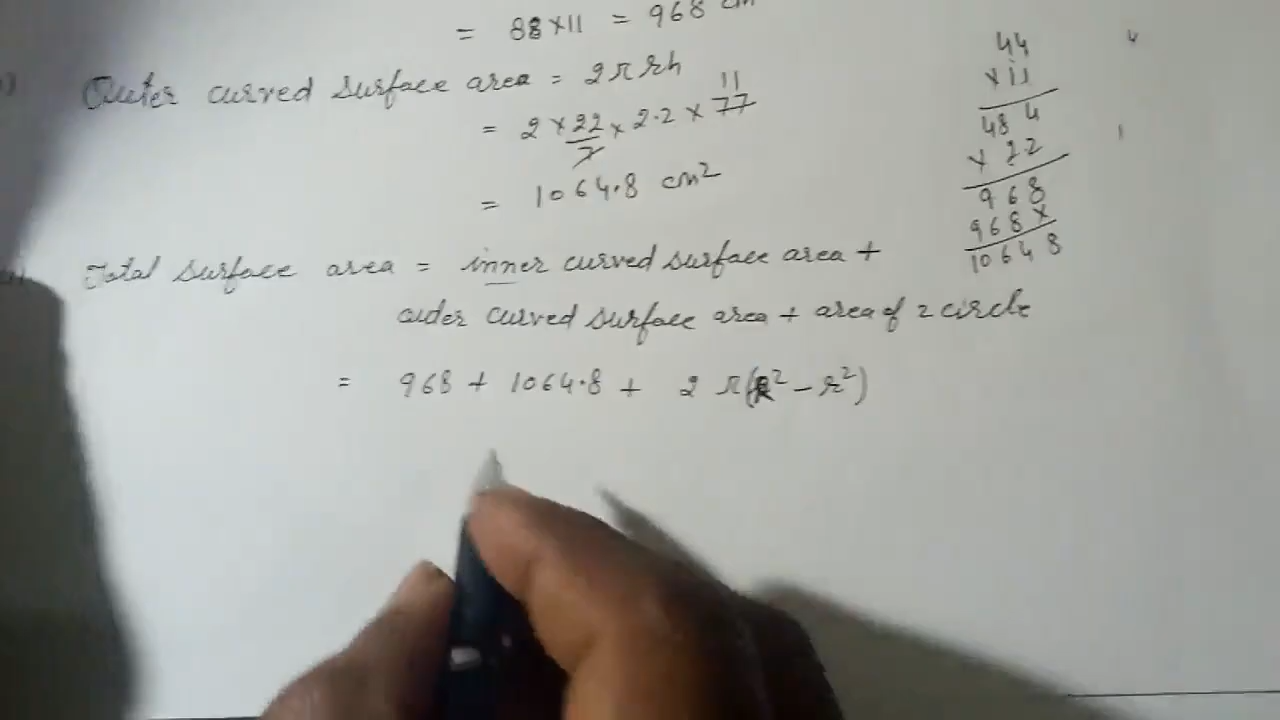 = 88 × 11 = 968 cm
Outer curved surface area = 2πrh
= 2 × 22/7 × 2.2 × 77 11
= 1064.8 cm²
Total surface area = inner curved surface area +
outer curved surface area + area of 2 circle
= 968 + 1064.8 + 2 π(R² – r²)
44
× 11
484
× 22
968
968×
10648